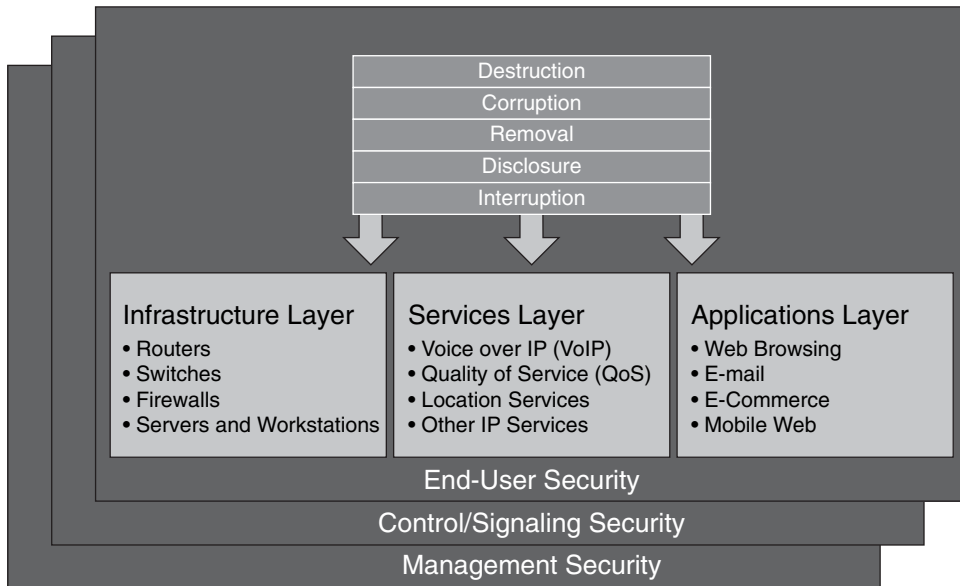 Destruction
Corruption
Removal
Disclosure
Interruption
Infrastructure Layer
• Routers
• Switches
• Firewalls
• Servers and Workstations
Services Layer
• Voice over IP (VoIP)
• Quality of Service (QoS)
• Location Services
• Other IP Services
Applications Layer
• Web Browsing
• E-mail
• E-Commerce
• Mobile Web
End-User Security
Control/Signaling Security
Management Security